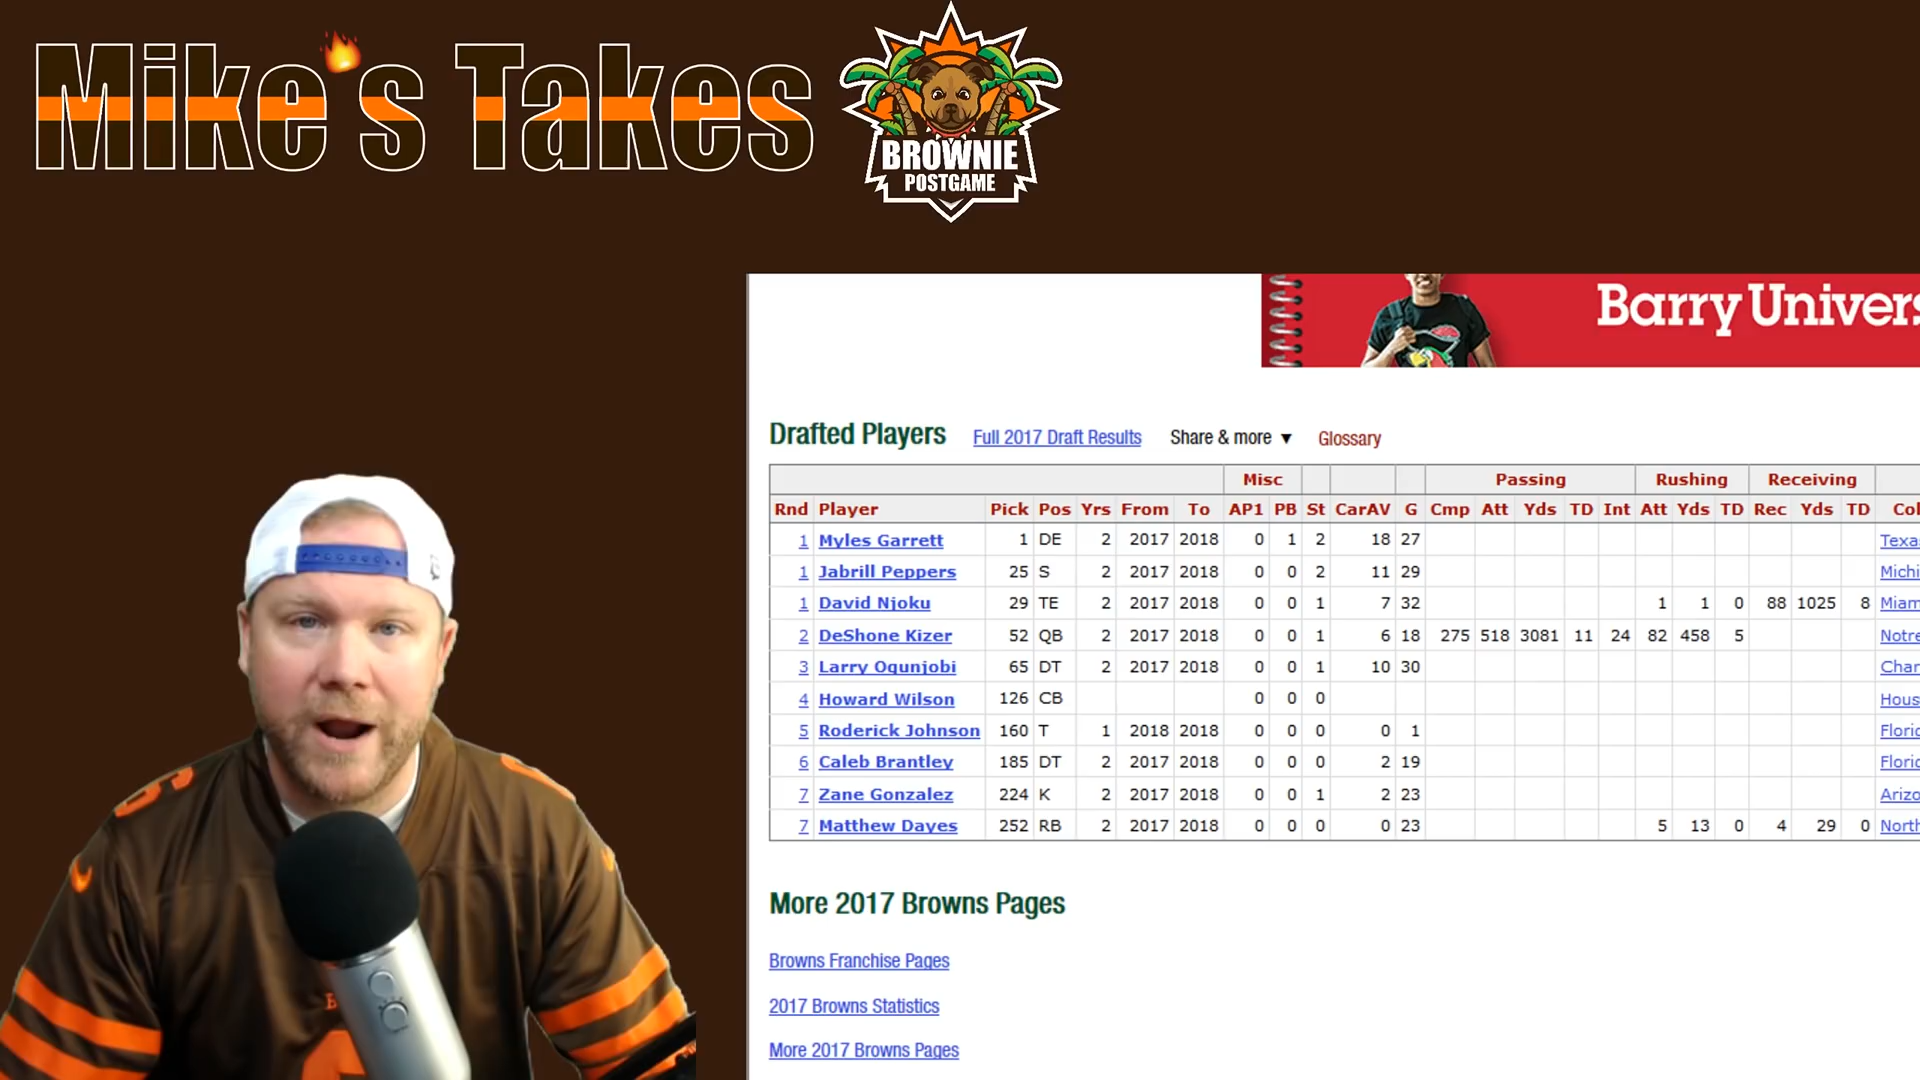 Mike's Takes
BROWNIE
POSTGAME
Barry Univers
Drafted Players Full 2017 Draft Results Share & more ▼ Glossary
Misc Passing Rushing Receiving
Rnd Player Pick Pos Yrs From To AP1 PB St CarAV G Cmp Att Yds TD Int Att Yds TD Rec Yds TD Col
1 Myles Garrett 1 DE 2 2017 2018 0 1 2 18 27 Texa
1 Jabrill Peppers 25 S 2 2017 2018 0 0 2 11 29 Michi
1 David Njoku 29 TE 2 2017 2018 0 0 1 7 32 1 1 0 88 1025 8 Miam
2 DeShone Kizer 52 QB 2 2017 2018 0 0 1 6 18 275 518 3081 11 24 82 458 5 Notre
3 Larry Ogunjobi 65 DT 2 2017 2018 0 0 1 10 30 Char
4 Howard Wilson 126 CB 0 0 0 Hous
5 Roderick Johnson 160 T 1 2018 2018 0 0 0 0 1 Floric
6 Caleb Brantley 185 DT 2 2017 2018 0 0 0 2 19 Floric
7 Zane Gonzalez 224 K 2 2017 2018 0 0 1 2 23 Arizo
7 Matthew Dayes 252 RB 2 2017 2018 0 0 0 0 23 5 13 0 4 29 0 North
More 2017 Browns Pages
Browns Franchise Pages
2017 Browns Statistics
More 2017 Browns Pages